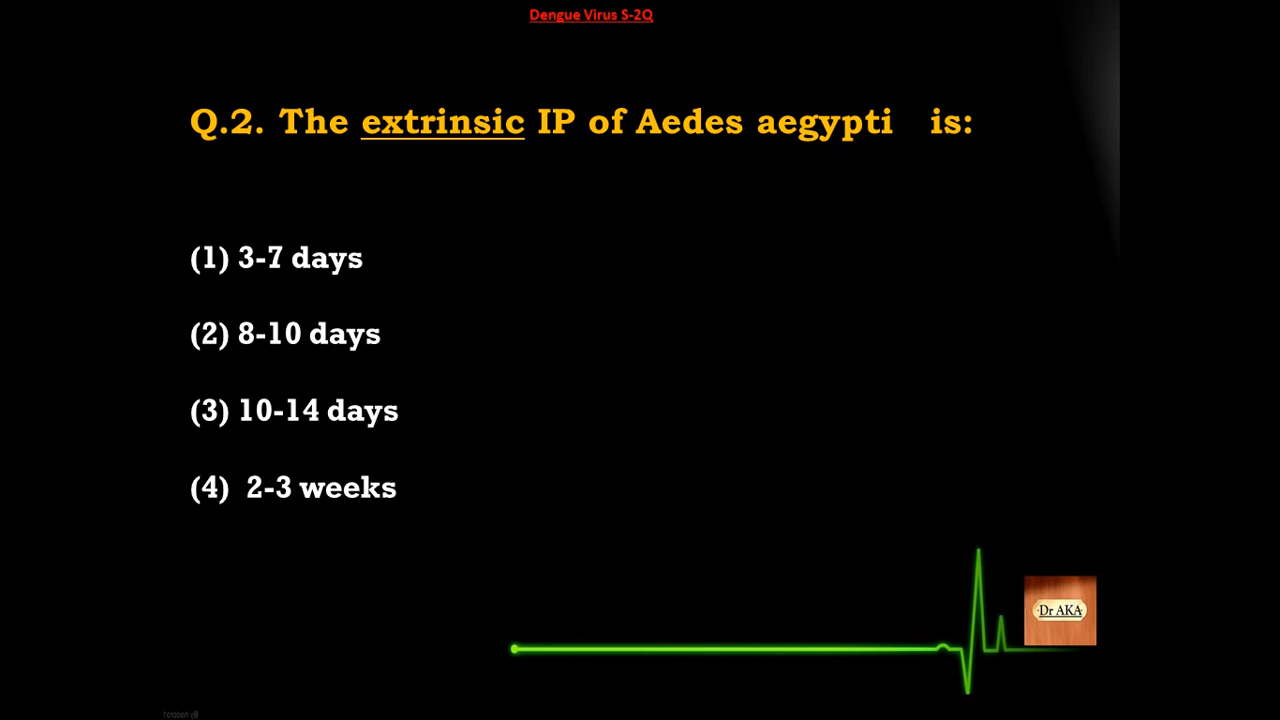 Dengue Virus S-2Q
Q.2. The extrinsic IP of Aedes aegypti is:
(1) 3-7 days
(2) 8-10 days
(3) 10-14 days
(4) 2-3 weeks
Dr AKA